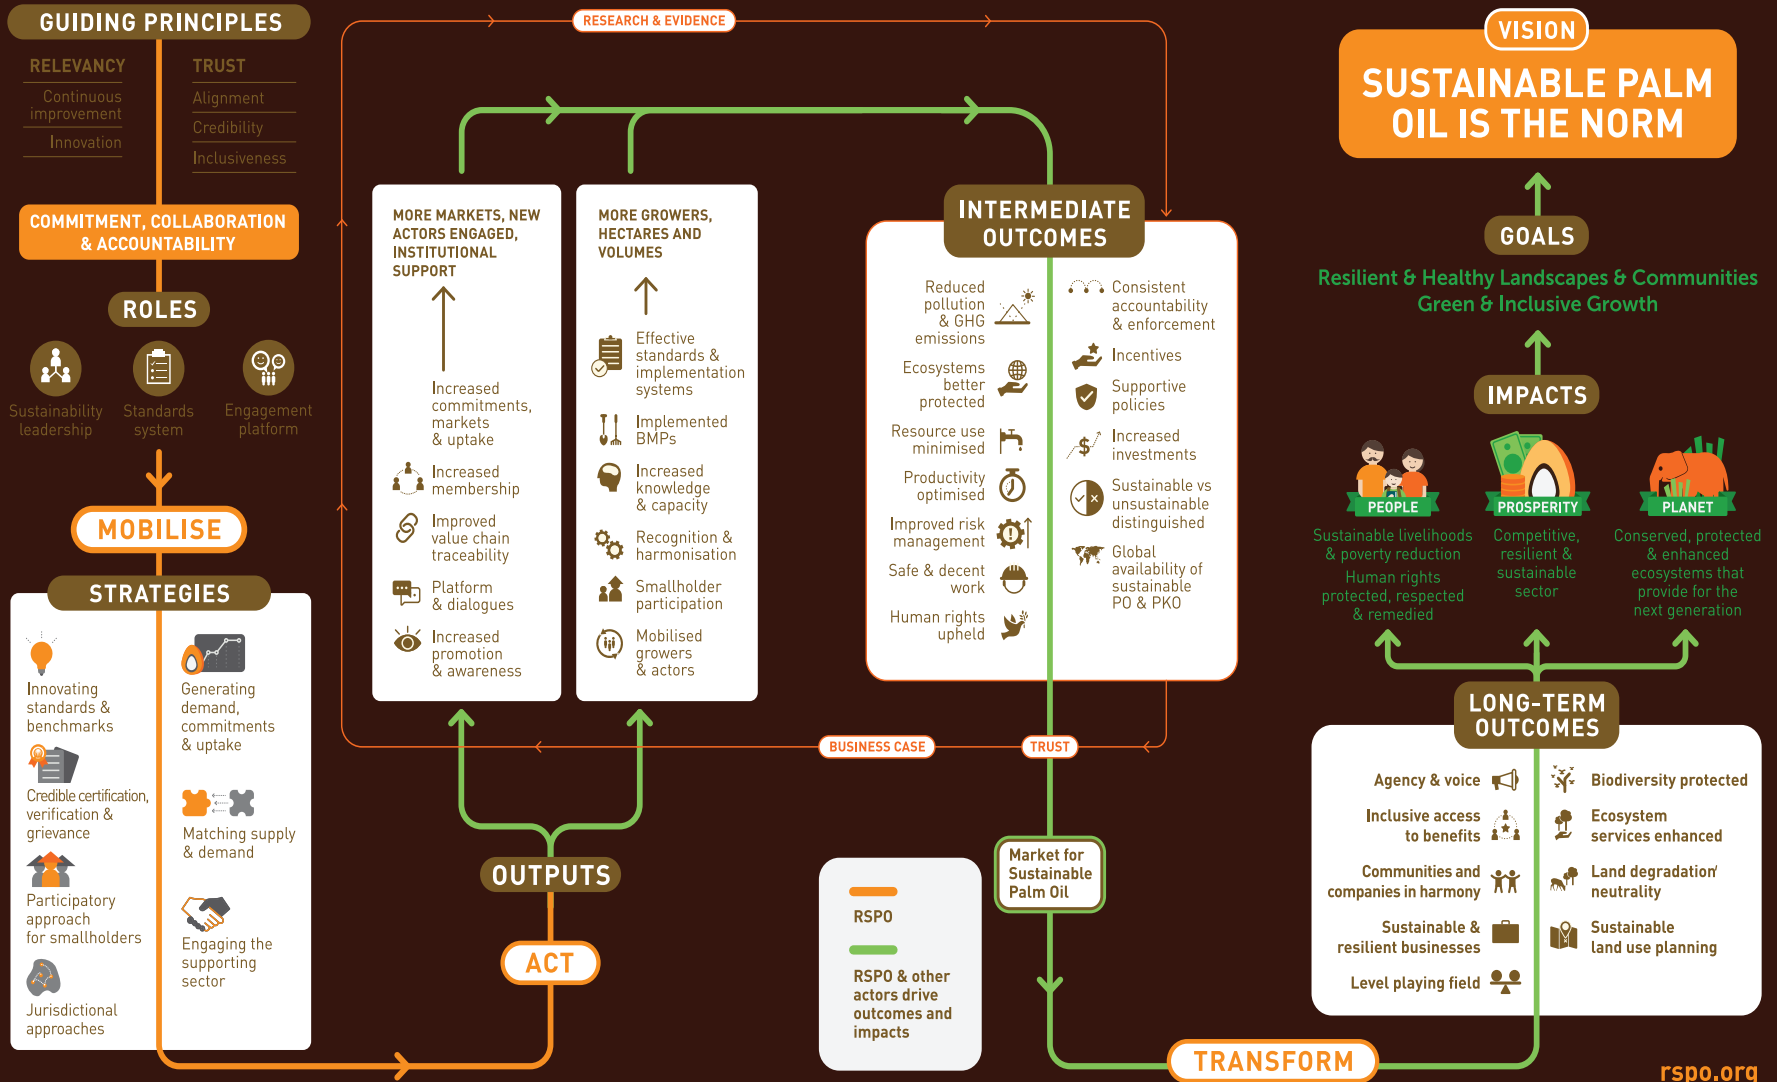 GUIDING PRINCIPLES
RELEVANCY
Continuous
improvement
Innovation
TRUST
Alignment
Credibility
Inclusiveness
COMMITMENT, COLLABORATION
& ACCOUNTABILITY
ROLES
Sustainability
leadership
Standards
system
Engagement
platform
MOBILISE
STRATEGIES
Innovating
standards &
benchmarks
Credible certification,
verification &
grievance
Participatory
approach
for smallholders
Jurisdictional
approaches
Generating
demand,
commitments
& uptake
Matching supply
& demand
Engaging the
supporting
sector
RESEARCH & EVIDENCE
MORE MARKETS, NEW
ACTORS ENGAGED,
INSTITUTIONAL
SUPPORT
Increased
commitments,
markets
& uptake
Increased
membership
Improved
value chain
traceability
Platform
& dialogues
Increased
promotion
& awareness
MORE GROWERS,
HECTARES AND
VOLUMES
Effective
standards &
implementation
systems
Implemented
BMPs
Increased
knowledge
& capacity
Recognition &
harmonisation
Smallholder
participation
Mobilised
growers
& actors
OUTPUTS
ACT
INTERMEDIATE
OUTCOMES
Reduced
pollution
& GHG
emissions
Ecosystems
better
protected
Resource use
minimised
Productivity
optimised
Improved risk
management
Safe & decent
work
Human rights
upheld
Consistent
accountability
& enforcement
Incentives
Supportive
policies
Increased
investments
Sustainable vs
unsustainable
distinguished
Global
availability of
sustainable
PO & PKO
BUSINESS CASE
TRUST
Market for
Sustainable
Palm Oil
RSPO
RSPO & other
actors drive
outcomes and
impacts
TRANSFORM
VISION
SUSTAINABLE PALM
OIL IS THE NORM
GOALS
Resilient & Healthy Landscapes & Communities
Green & Inclusive Growth
IMPACTS
PEOPLE
Sustainable livelihoods
& poverty reduction
Human rights
protected, respected
& remedied
PROSPERITY
Competitive,
resilient &
sustainable
sector
PLANET
Conserved, protected
& enhanced
ecosystems that
provide for the
next generation
LONG-TERM
OUTCOMES
Agency & voice
Inclusive access
to benefits
Communities and
companies in harmony
Sustainable &
resilient businesses
Level playing field
Biodiversity protected
Ecosystem
services enhanced
Land degradation
neutrality
Sustainable
land use planning
rspo.org